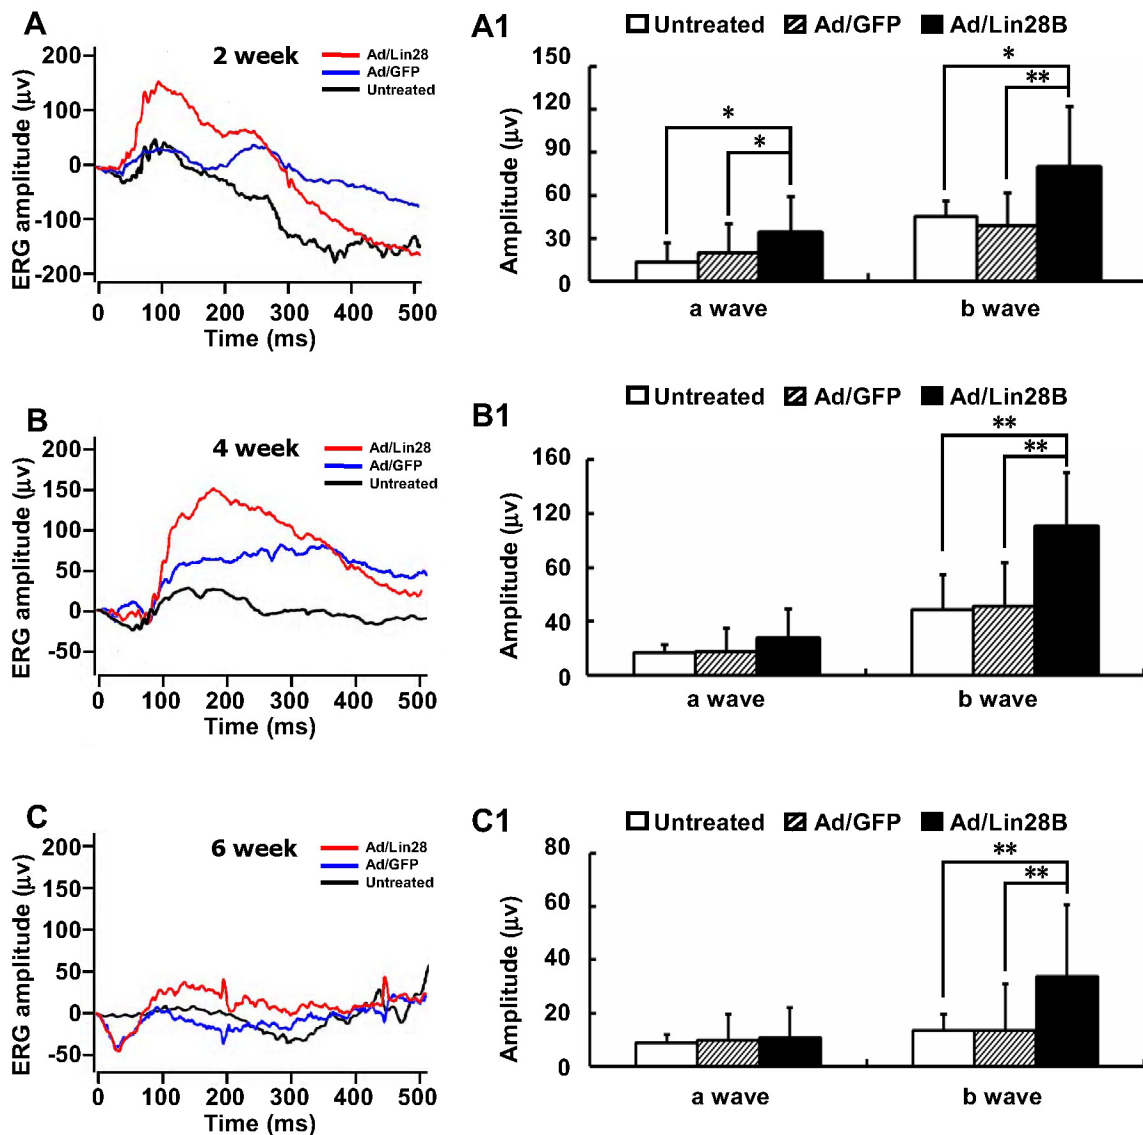 A
2 week
Ad/Lin28
Ad/GFP
Untreated
ERG amplitude (μv)
200
100
0
-100
-200
0 100 200 300 400 500
Time (ms)
A1
Untreated Ad/GFP Ad/Lin28B
Amplitude (μv)
150
120
90
60
30
0
* * * **
a wave b wave
B
4 week
Ad/Lin28
Ad/GFP
Untreated
ERG amplitude (μv)
200
150
100
50
0
-50
0 100 200 300 400 500
Time (ms)
B1
Untreated Ad/GFP Ad/Lin28B
Amplitude (μv)
160
120
60
40
0
** **
a wave b wave
C
6 week
Ad/Lin28
Ad/GFP
Untreated
ERG amplitude (μv)
200
150
100
50
0
-50
0 100 200 300 400 500
Time (ms)
C1
Untreated Ad/GFP Ad/Lin28B
Amplitude (μv)
80
60
40
20
0
** **
a wave b wave